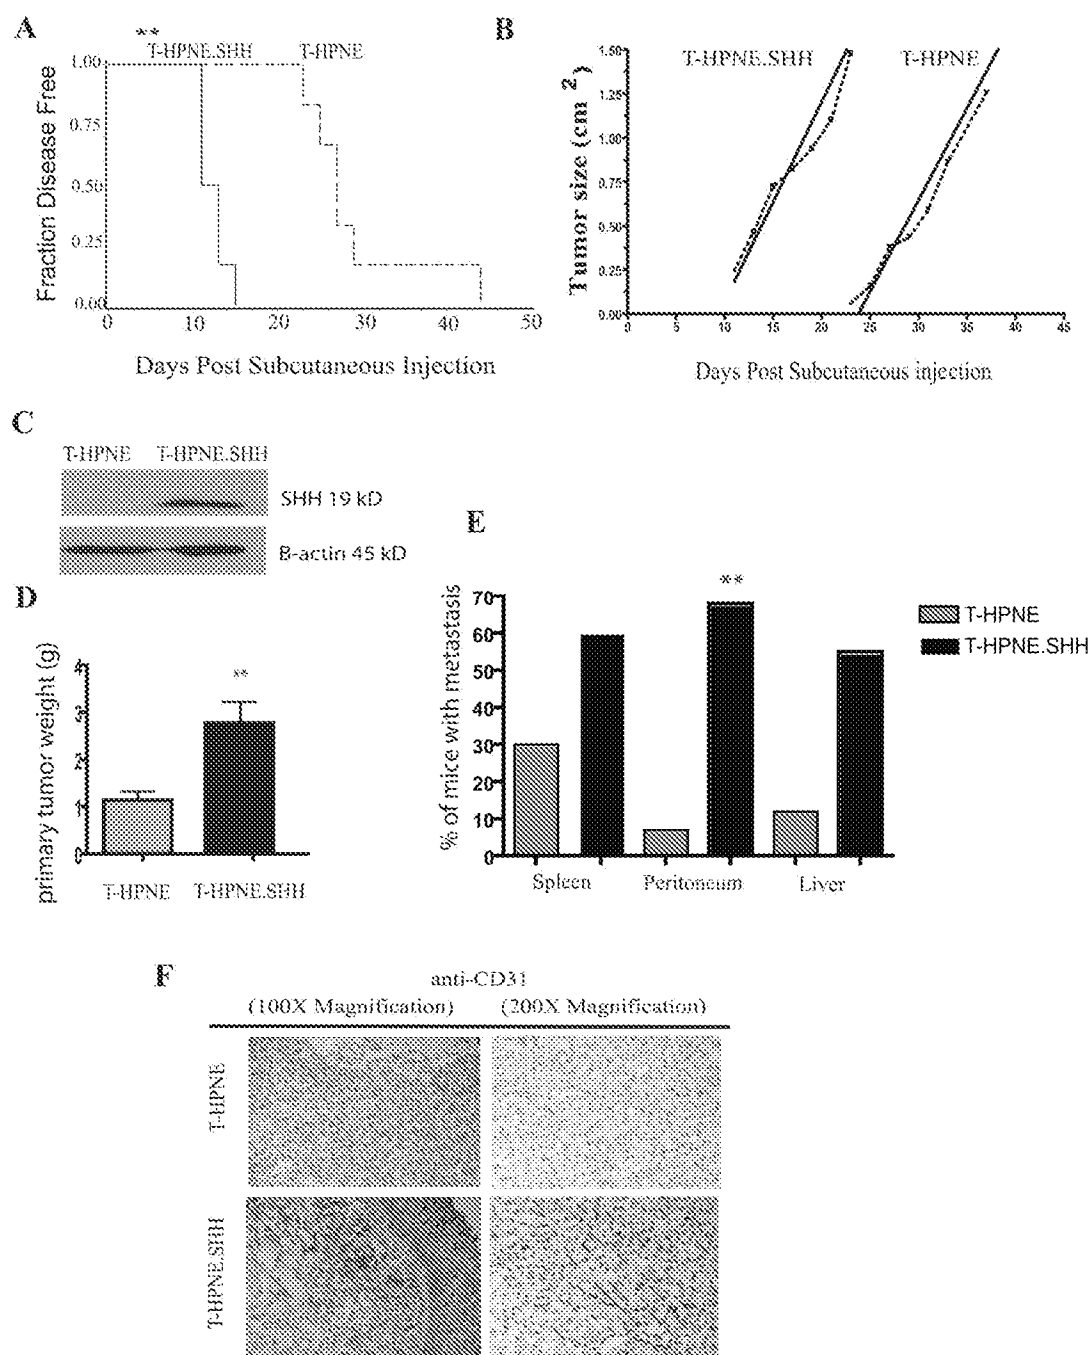 A
**
T-HPNE.SHH
T-HPNE
1.00
0.75
0.50
0.25
0.00
Fraction Disease Free
0 10 20 30 40 50
Days Post Subcutaneous Injection
B
T-HPNE.SHH
T-HPNE
1.50
1.25
1.00
0.75
0.50
0.25
0.00
Tumor size (cm²)
0 5 10 15 20 25 30 35 40 45
Days Post Subcutaneous injection
C
T-HPNE T-HPNE.SHH
SHH 19 kD
B-actin 45 kD
D
primary tumor weight (g)
4
3
2
1
0
**
T-HPNE T-HPNE.SHH
E
% of mice with metastasis
70
60
50
40
30
20
10
0
**
Spleen Peritoneum Liver
T-HPNE
T-HPNE.SHH
F
anti-CD31
(100X Magnification) (200X Magnification)
T-HPNE
T-HPNE.SHH